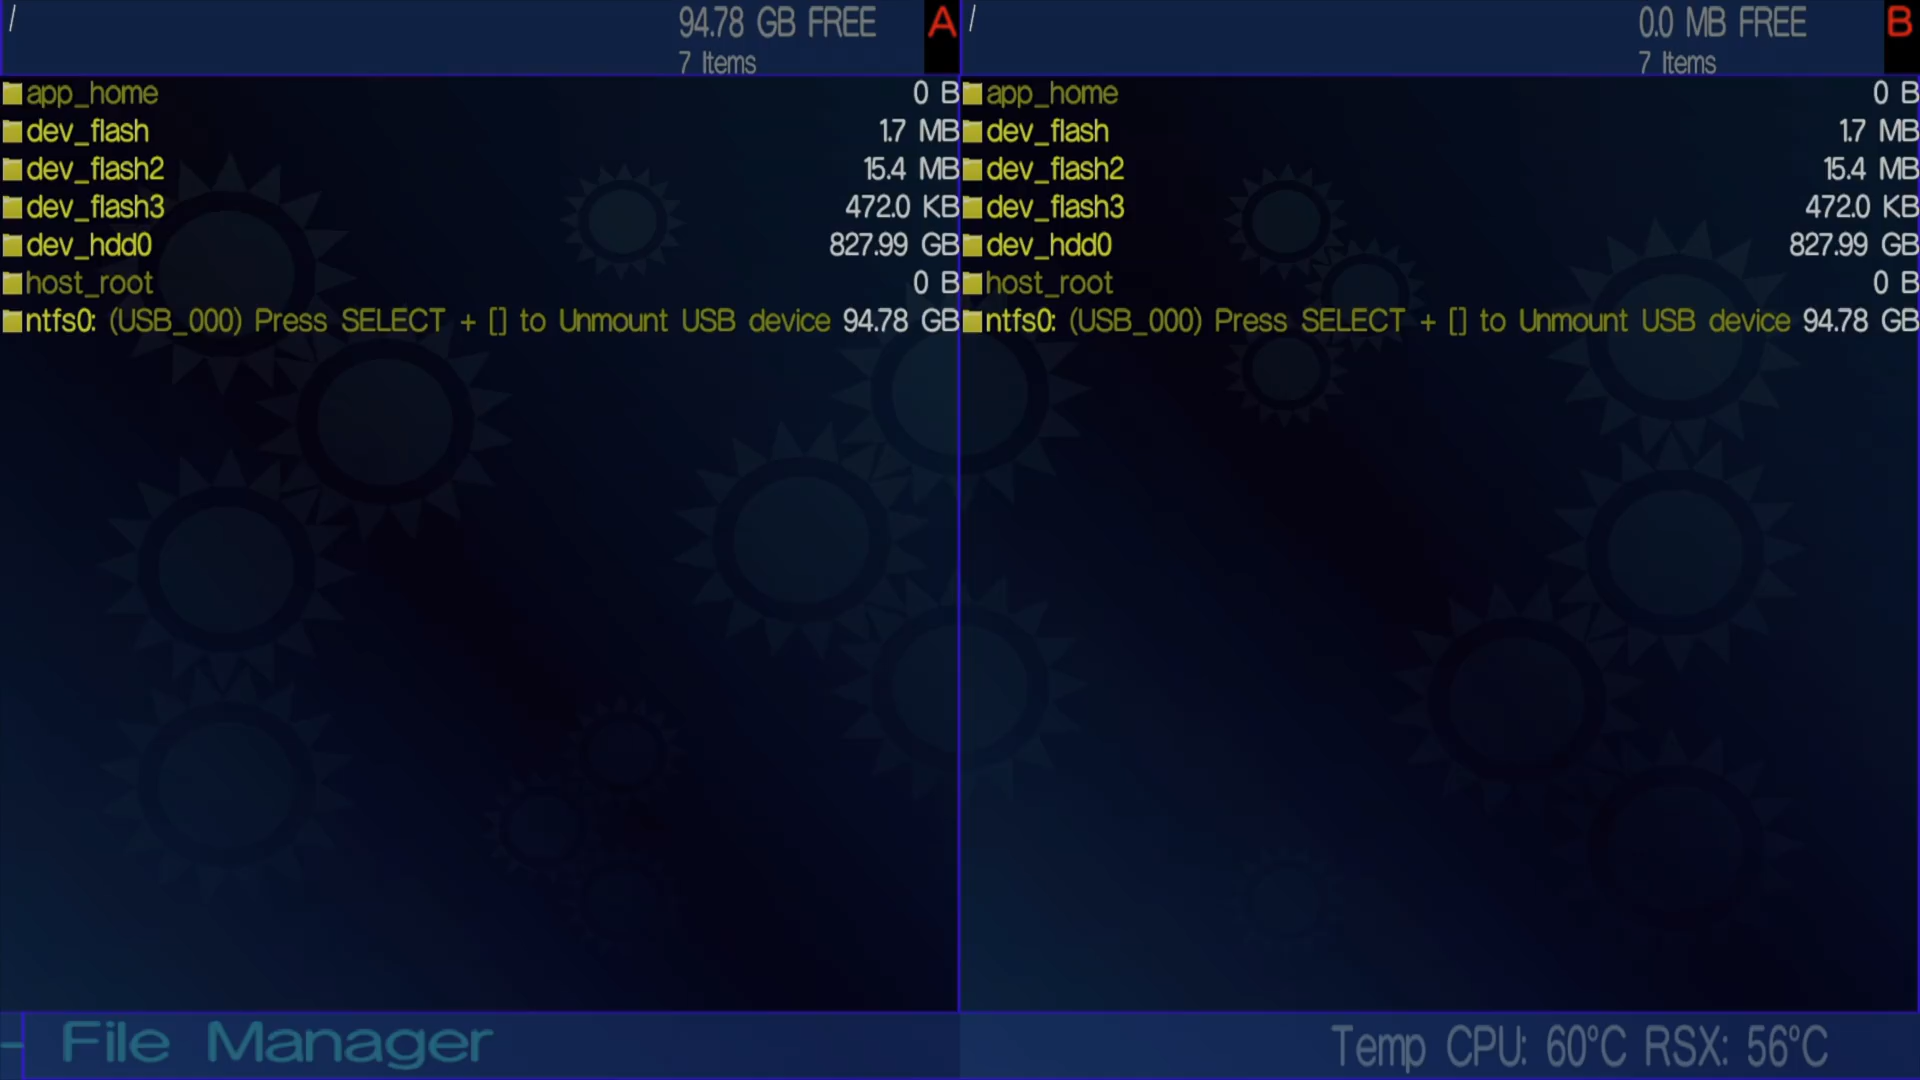 / 94.78 GB FREE A
7 Items
app_home 0 B
dev_flash 1.7 MB
dev_flash2 15.4 MB
dev_flash3 472.0 KB
dev_hdd0 827.99 GB
host_root 0 B
ntfs0: (USB_000) Press SELECT + [] to Unmount USB device 94.78 GB
/ 0.0 MB FREE B
7 Items
app_home 0 B
dev_flash 1.7 MB
dev_flash2 15.4 MB
dev_flash3 472.0 KB
dev_hdd0 827.99 GB
host_root 0 B
ntfs0: (USB_000) Press SELECT + [] to Unmount USB device 94.78 GB
- File Manager
Temp CPU: 60°C RSX: 56°C